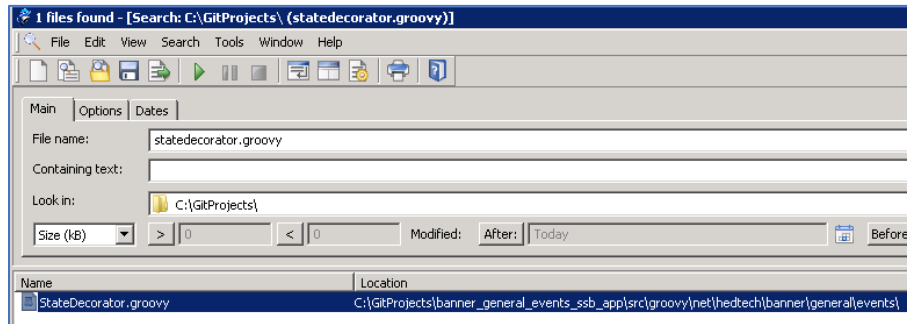 1 files found - [Search: C:\GitProjects\ (statedecorator.groovy)]
File Edit View Search Tools Window Help
Main Options Dates
File name: statedecorator.groovy
Containing text:
Look in: C:\GitProjects\
Size (kB) > 0 < 0 Modified: After: Today Before
Name Location
StateDecorator.groovy C:\GitProjects\banner_general_events_ssb_app\src\groovy\net\hedtech\banner\general\events\